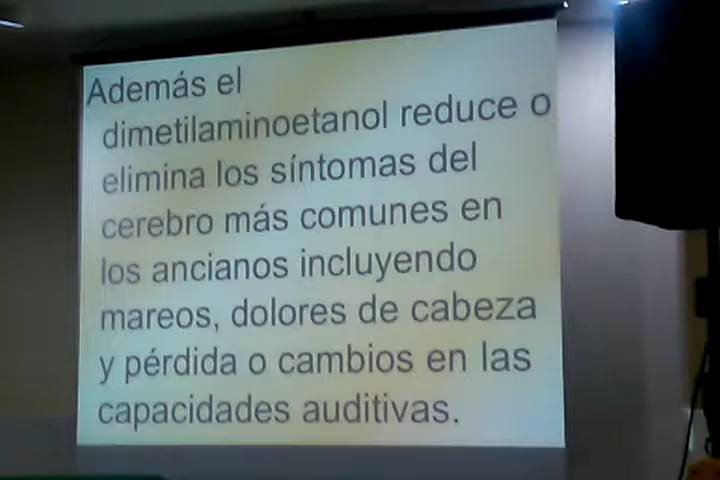 Además el
dimetilaminoetanol reduce o
elimina los síntomas del
cerebro más comunes en
los ancianos incluyendo
mareos, dolores de cabeza
y pérdida o cambios en las
capacidades auditivas.